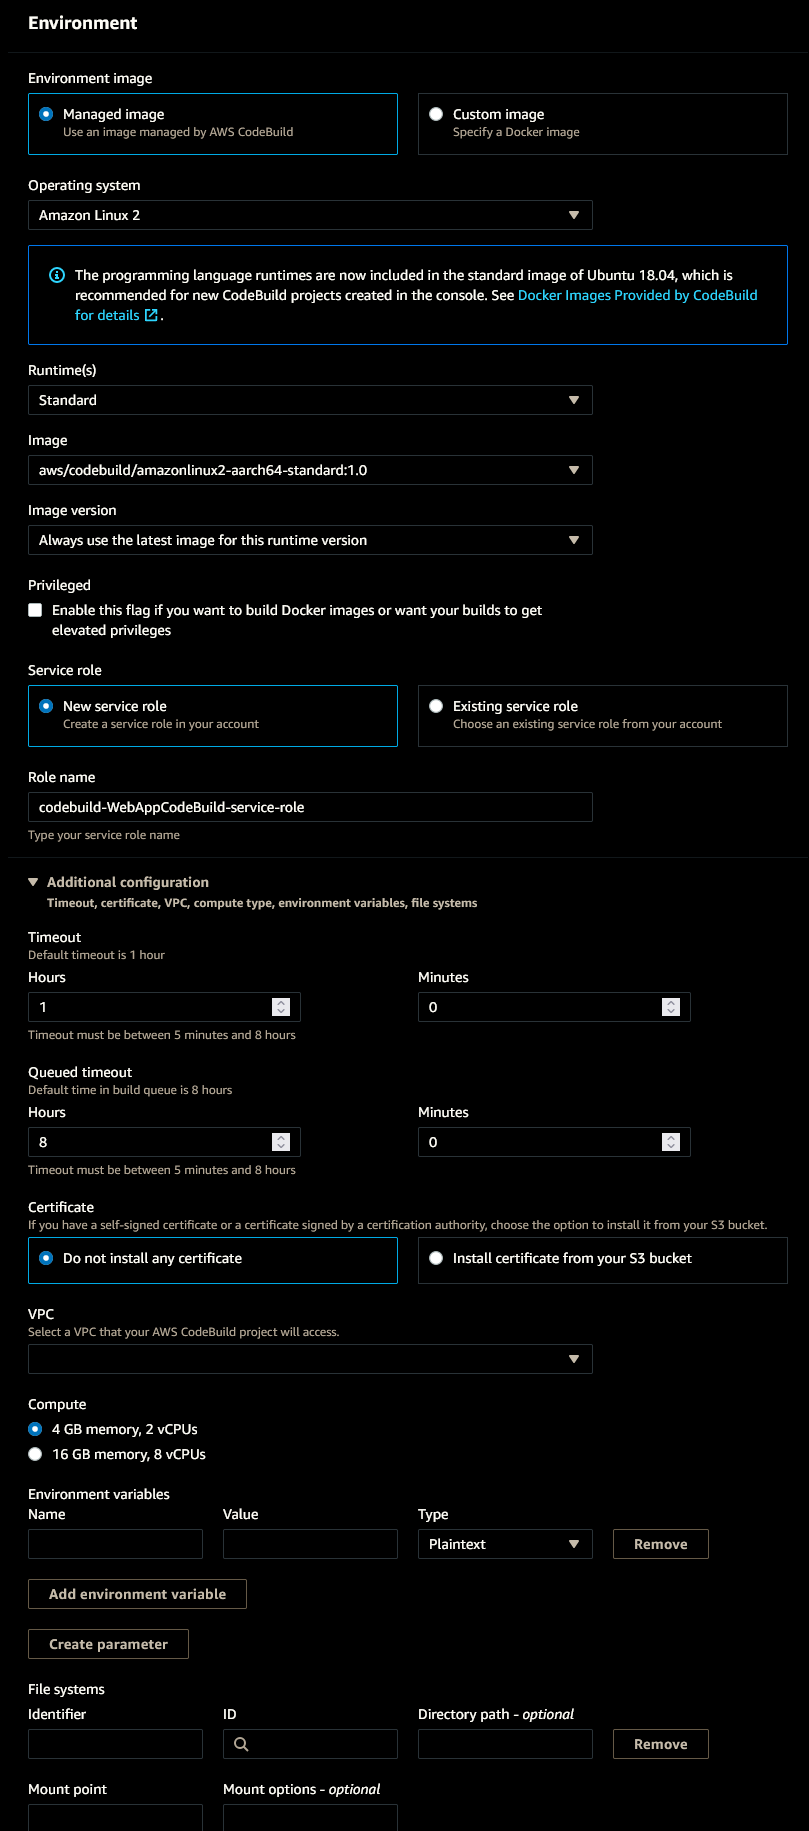 Environment
Environment image
Managed image
Use an image managed by AWS CodeBuild
Custom image
Specify a Docker image
Operating system
Amazon Linux 2
The programming language runtimes are now included in the standard image of Ubuntu 18.04, which is
recommended for new CodeBuild projects created in the console. See Docker Images Provided by CodeBuild
for details .
Runtime(s)
Standard
Image
aws/codebuild/amazonlinux2-aarch64-standard:1.0
Image version
Always use the latest image for this runtime version
Privileged
Enable this flag if you want to build Docker images or want your builds to get
elevated privileges
Service role
New service role
Create a service role in your account
Existing service role
Choose an existing service role from your account
Role name
codebuild-WebAppCodeBuild-service-role
Type your service role name
Additional configuration
Timeout, certificate, VPC, compute type, environment variables, file systems
Timeout
Default timeout is 1 hour
Hours Minutes
1 0
Timeout must be between 5 minutes and 8 hours
Queued timeout
Default time in build queue is 8 hours
Hours Minutes
8 0
Timeout must be between 5 minutes and 8 hours
Certificate
If you have a self-signed certificate or a certificate signed by a certification authority, choose the option to install it from your S3 bucket.
Do not install any certificate Install certificate from your S3 bucket
VPC
Select a VPC that your AWS CodeBuild project will access.
Compute
4 GB memory, 2 vCPUs
16 GB memory, 8 vCPUs
Environment variables
Name Value Type
Plaintext Remove
Add environment variable
Create parameter
File systems
Identifier ID Directory path - optional
Remove
Mount point Mount options - optional